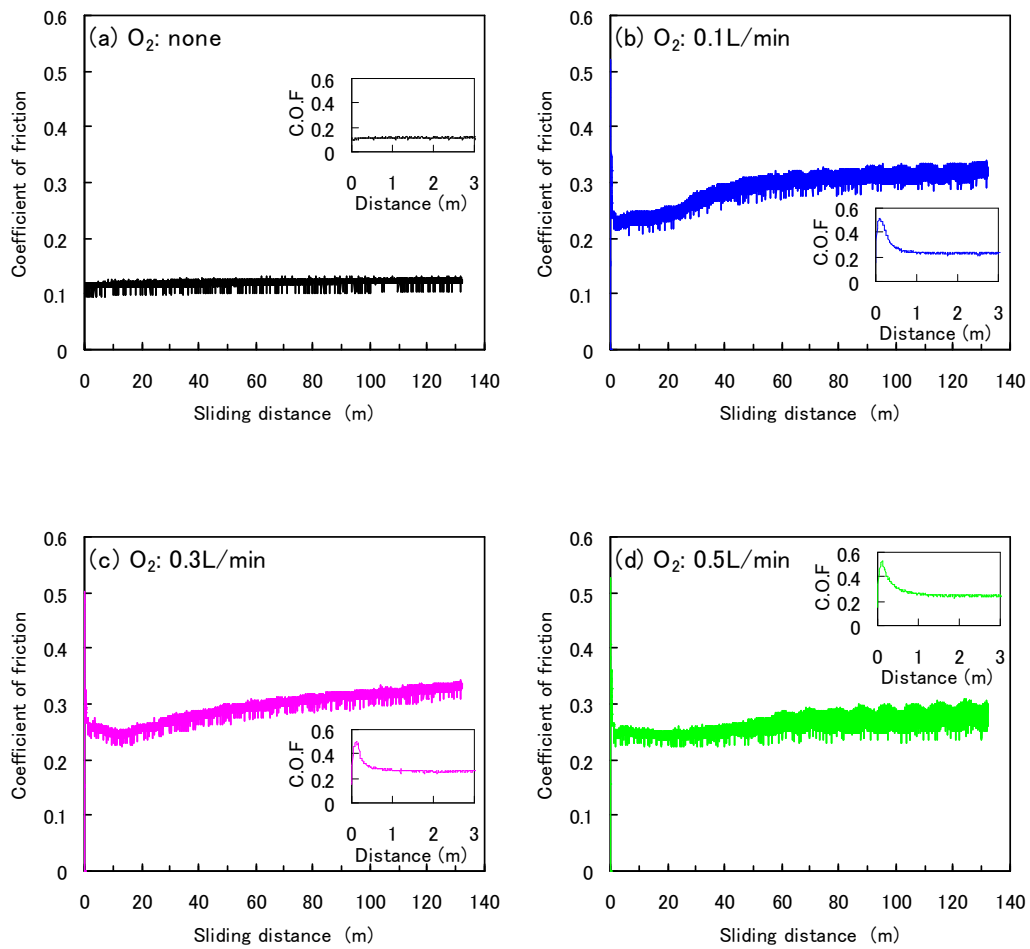 (a) O₂: none
0.6
0.5
0.4
0.3
0.2
0.1
0
Coefficient of friction
0 20 40 60 80 100 120 140
Sliding distance (m)
0.6
0.4
0.2
0
C.O.F
0 1 2 3
Distance (m)
(b) O₂: 0.1L/min
0.6
0.5
0.4
0.3
0.2
0.1
0
Coefficient of friction
0 20 40 60 80 100 120 140
Sliding distance (m)
0.6
0.4
0.2
0
C.O.F
0 1 2 3
Distance (m)
(c) O₂: 0.3L/min
0.6
0.5
0.4
0.3
0.2
0.1
0
Coefficient of friction
0 20 40 60 80 100 120 140
Sliding distance (m)
0.6
0.4
0.2
0
C.O.F
0 1 2 3
Distance (m)
(d) O₂: 0.5L/min
0.6
0.5
0.4
0.3
0.2
0.1
0
Coefficient of friction
0 20 40 60 80 100 120 140
Sliding distance (m)
0.6
0.4
0.2
0
C.O.F
0 1 2 3
Distance (m)